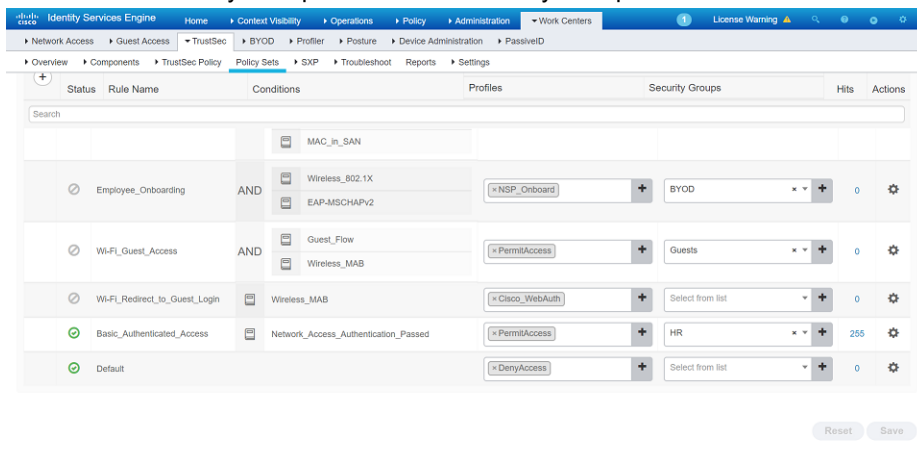 cisco Identity Services Engine Home Context Visibility Operations Policy Administration Work Centers 1 License Warning
Network Access Guest Access TrustSec BYOD Profiler Posture Device Administration PassiveID
Overview Components TrustSec Policy Policy Sets SXP Troubleshoot Reports Settings
+ Status Rule Name Conditions Profiles Security Groups Hits Actions
Search
MAC_in_SAN
Employee_Onboarding AND Wireless_802.1X EAP-MSCHAPv2 ×NSP_Onboard + BYOD × + 0
Wi-Fi_Guest_Access AND Guest_Flow Wireless_MAB ×PermitAccess + Guests × + 0
Wi-Fi_Redirect_to_Guest_Login Wireless_MAB ×Cisco_WebAuth + Select from list + 0
Basic_Authenticated_Access Network_Access_Authentication_Passed ×PermitAccess + HR × + 255
Default ×DenyAccess + Select from list + 0
Reset Save